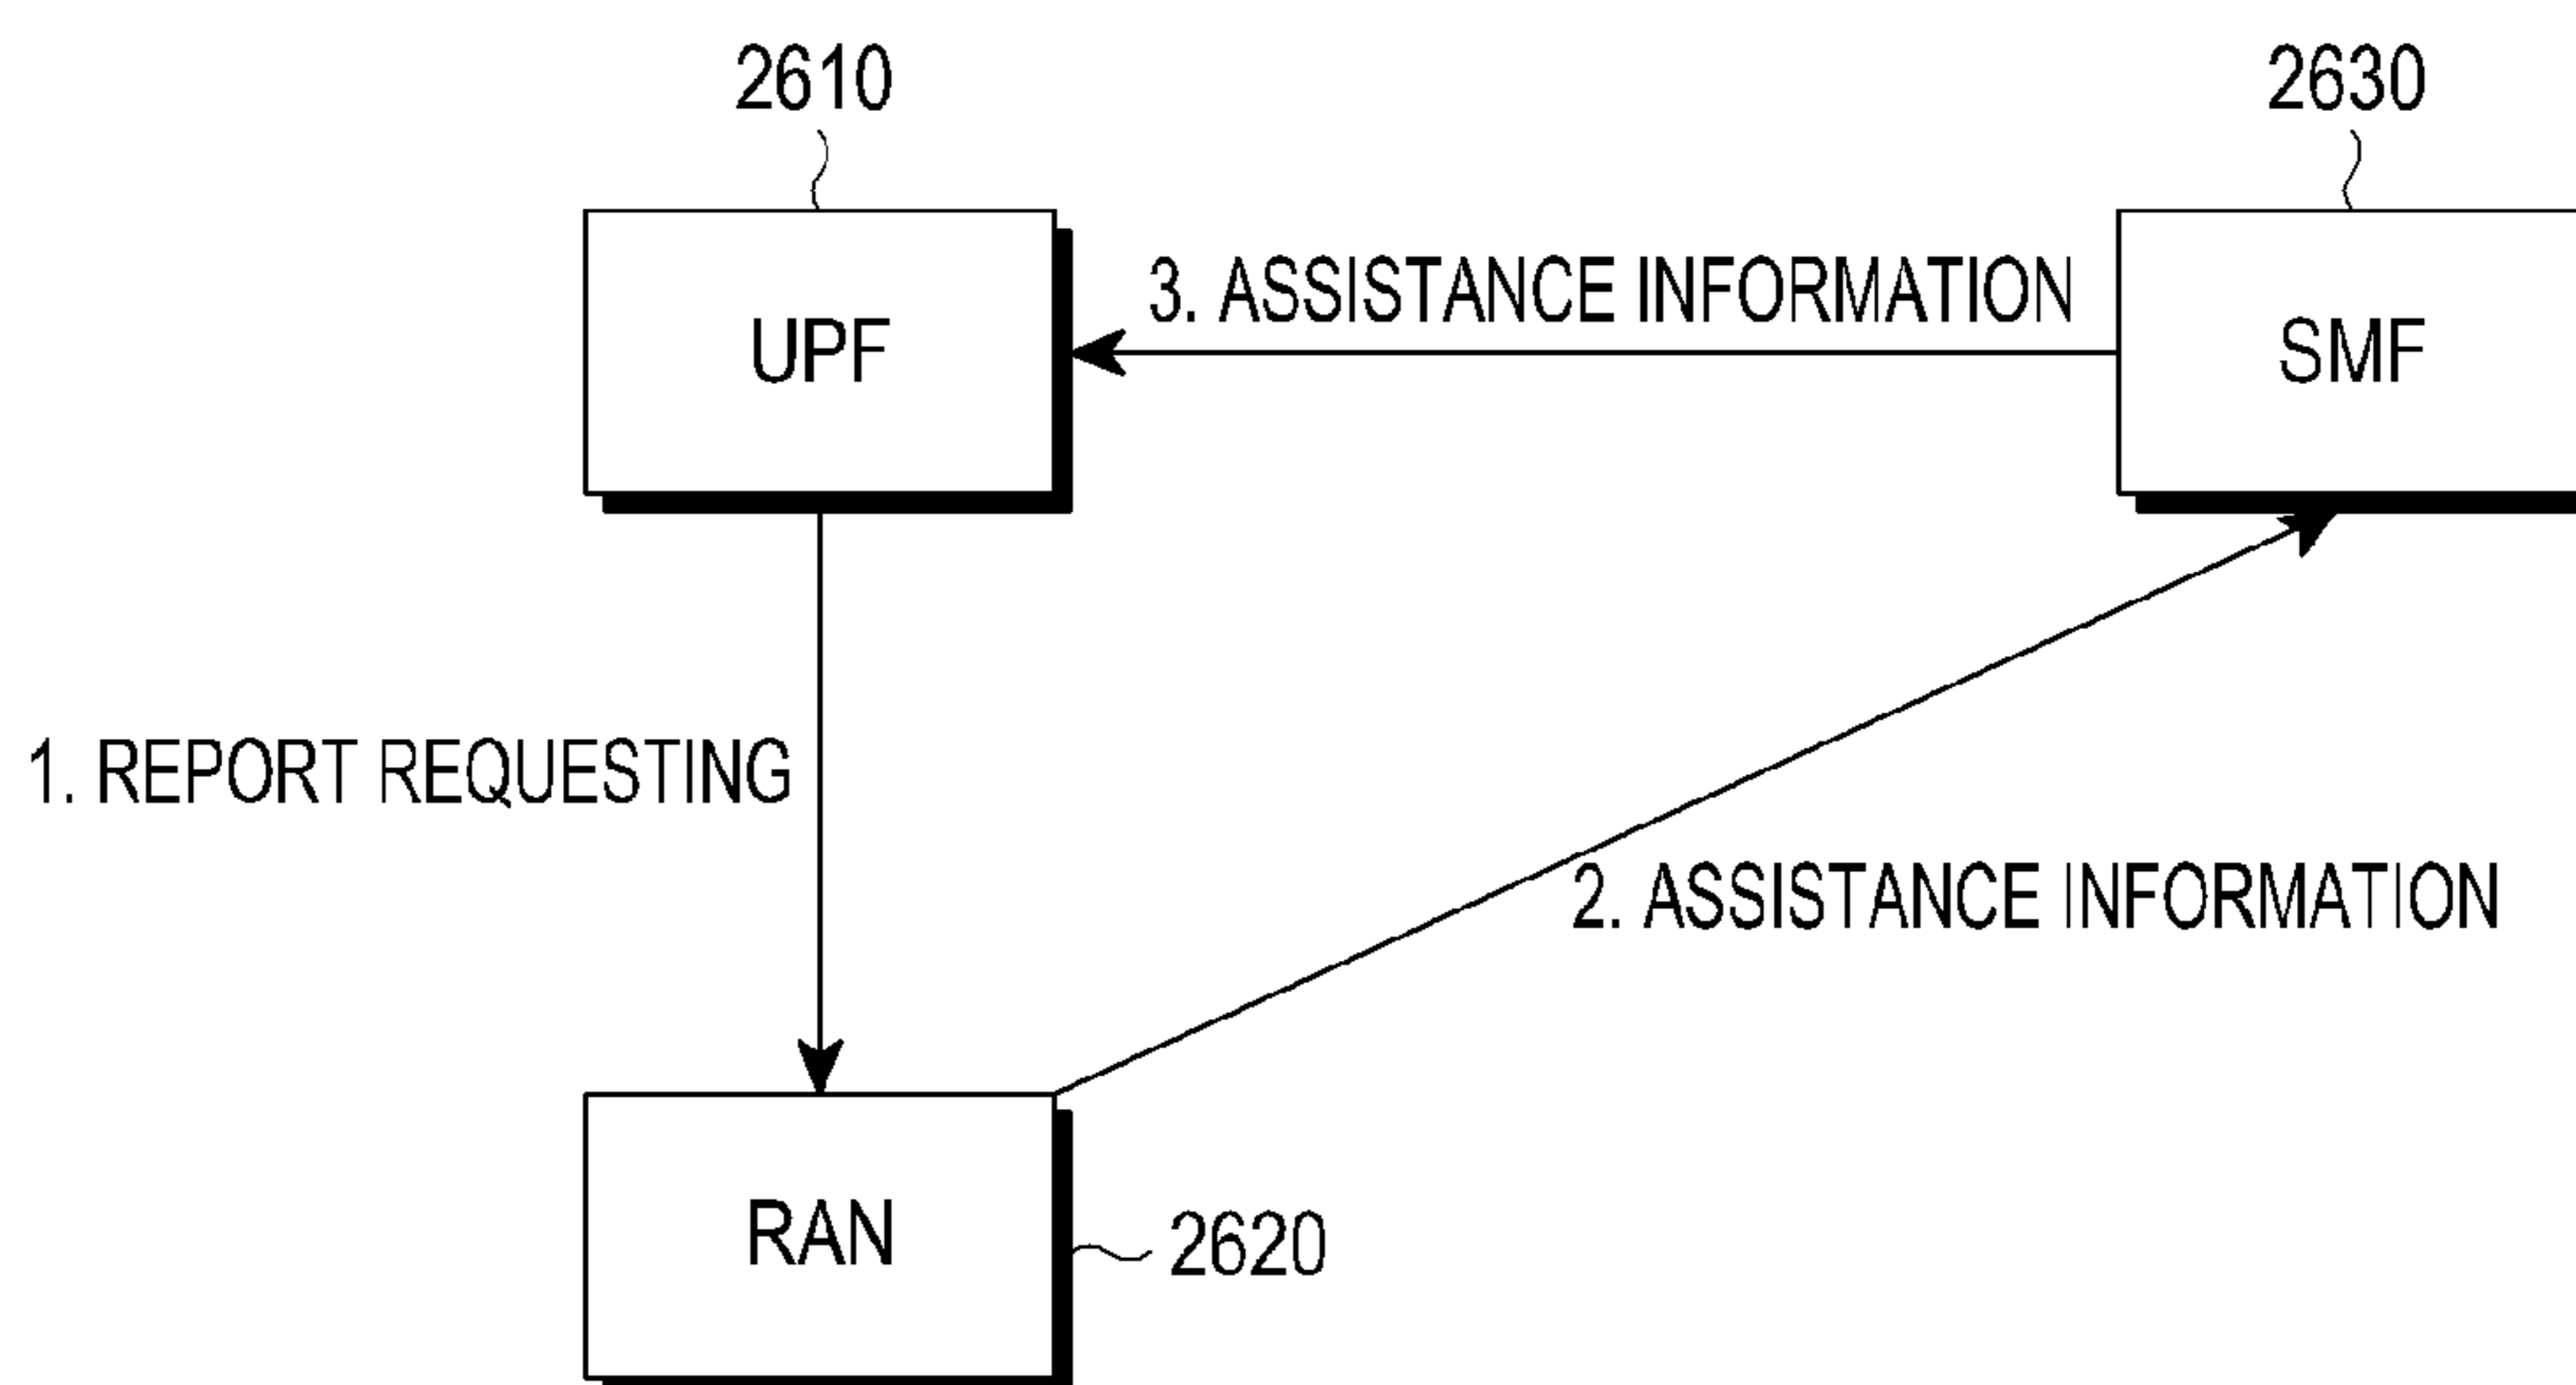 2610
2630
3. ASSISTANCE INFORMATION
UPF
SMF
1. REPORT REQUESTING
2. ASSISTANCE INFORMATION
RAN
2620